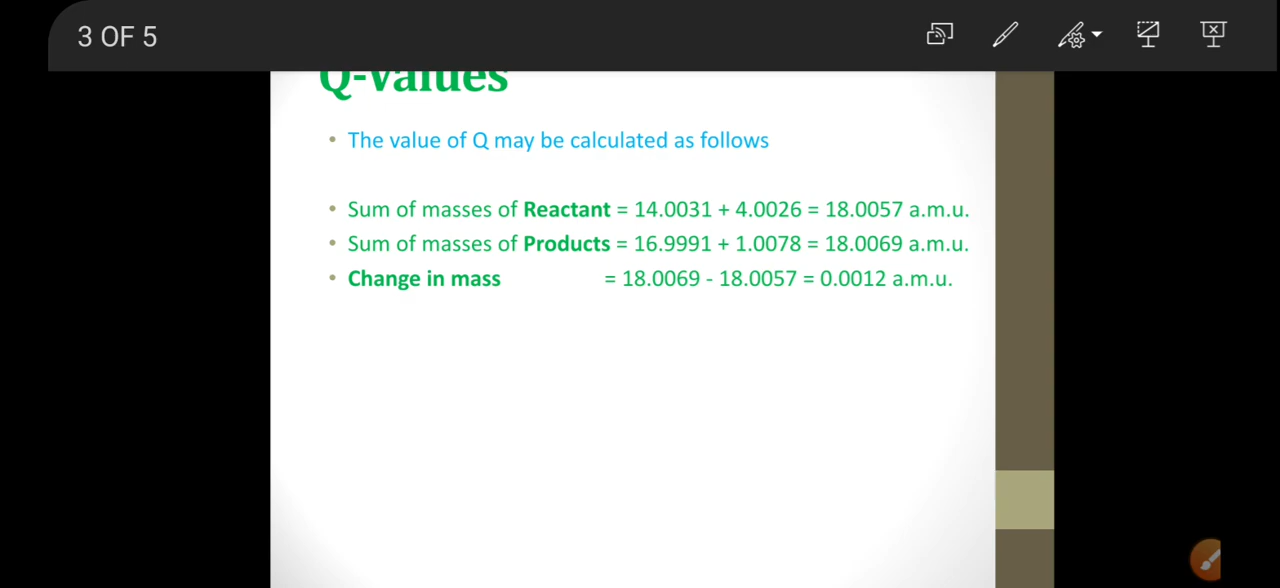 3 OF 5
Q-Values
• The value of Q may be calculated as follows
• Sum of masses of Reactant = 14.0031 + 4.0026 = 18.0057 a.m.u.
• Sum of masses of Products = 16.9991 + 1.0078 = 18.0069 a.m.u.
• Change in mass = 18.0069 - 18.0057 = 0.0012 a.m.u.